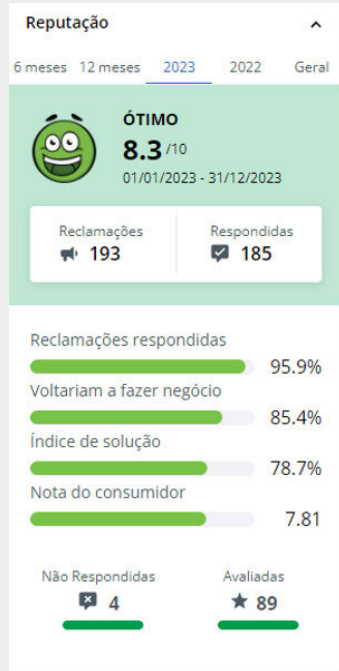 Reputação
6 meses 12 meses 2023 2022 Geral
ÓTIMO
8.3 /10
01/01/2023 - 31/12/2023
Reclamações Respondidas
193 185
Reclamações respondidas
95.9%
Voltariam a fazer negócio
85.4%
Índice de solução
78.7%
Nota do consumidor
7.81
Não Respondidas Avaliadas
4 89